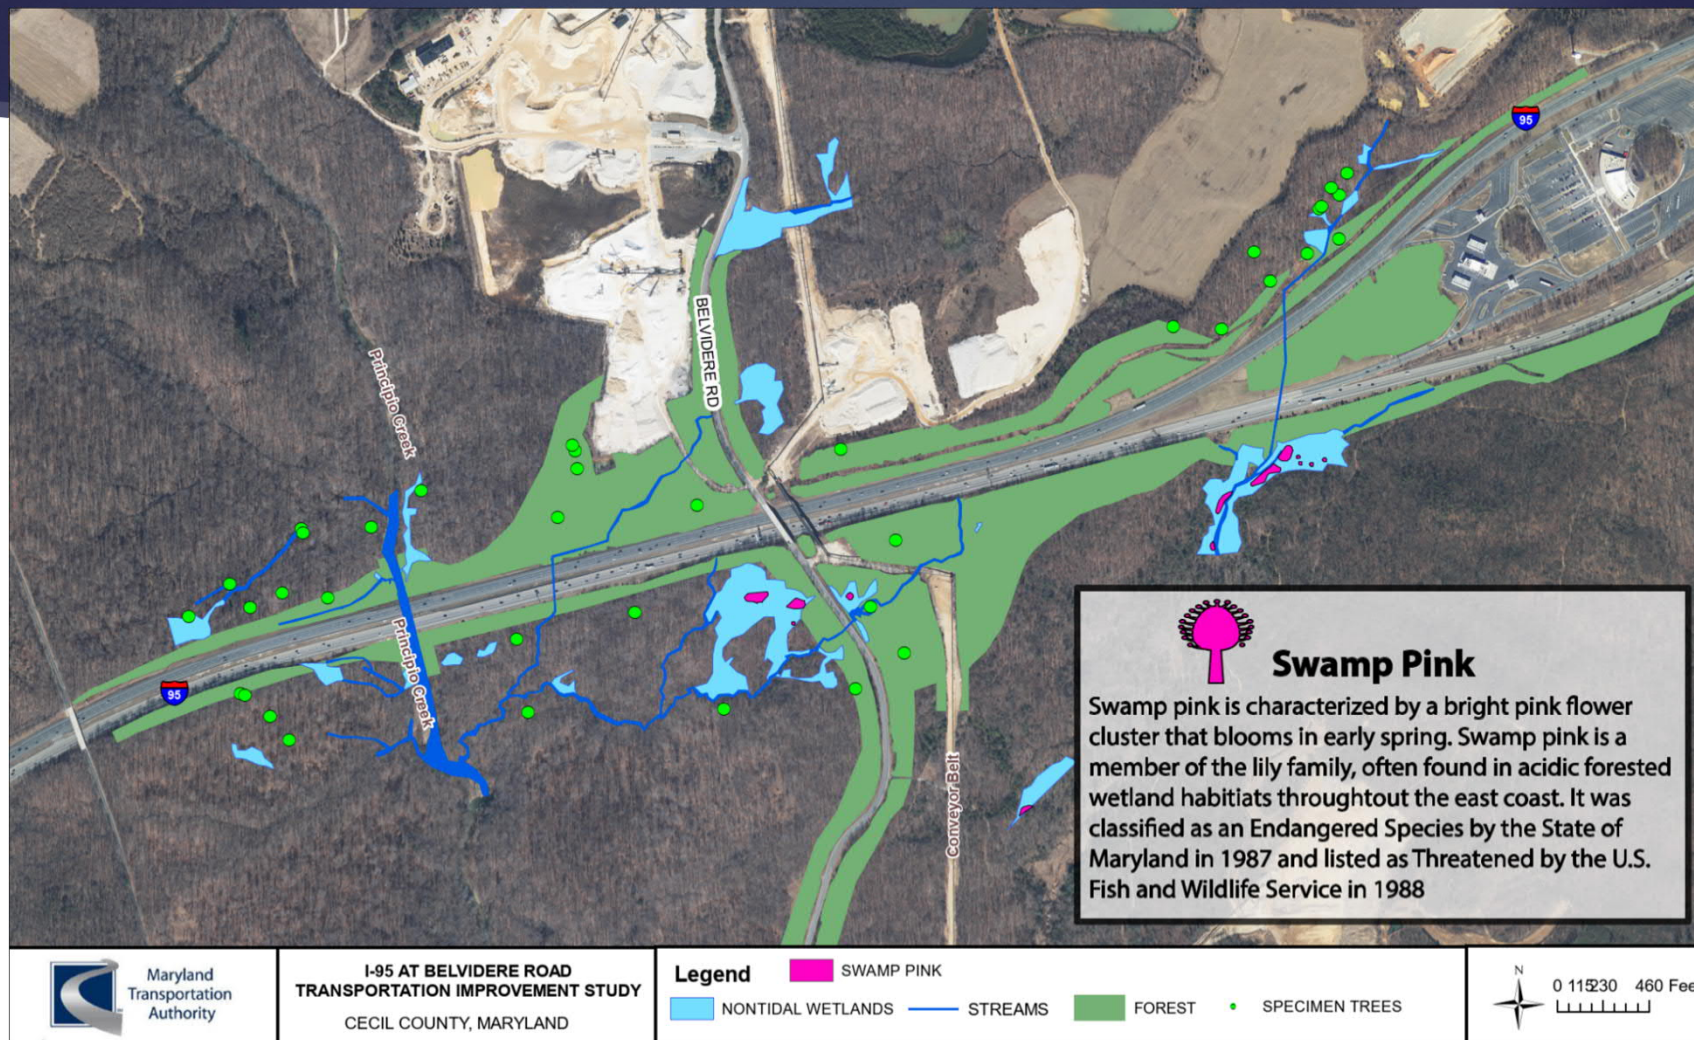 95
BELVIDERE RD
Principio Creek
Principio Creek
95
Conveyor Belt
Swamp Pink
Swamp pink is characterized by a bright pink flower
cluster that blooms in early spring. Swamp pink is a
member of the lily family, often found in acidic forested
wetland habitiats throughtout the east coast. It was
classified as an Endangered Species by the State of
Maryland in 1987 and listed as Threatened by the U.S.
Fish and Wildlife Service in 1988
Maryland
Transportation
Authority
I-95 AT BELVIDERE ROAD
TRANSPORTATION IMPROVEMENT STUDY
CECIL COUNTY, MARYLAND
Legend
SWAMP PINK
NONTIDAL WETLANDS
STREAMS
FOREST
SPECIMEN TREES
N
0 115230 460 Fee